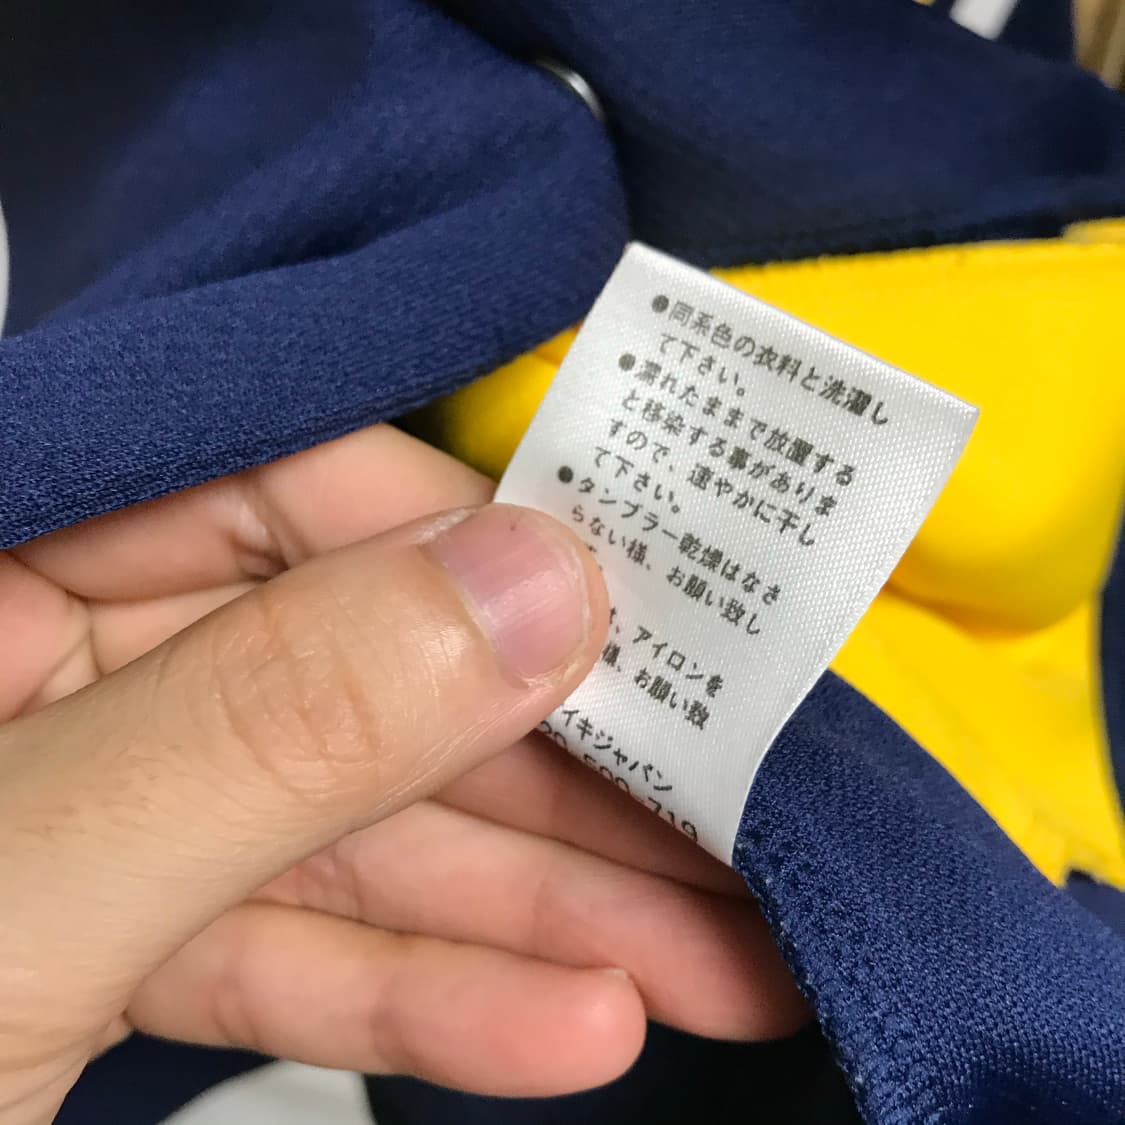 ●同系色の衣料と洗濯し
て下さい。
●濡れたままで放置する
と移染する事がありま
すので、速やかに干し
て下さい。
●タンブラー乾燥はなさ
らない様、お願い致し
、アイロンを
様、お願い致
イキジャパン
20-500-719